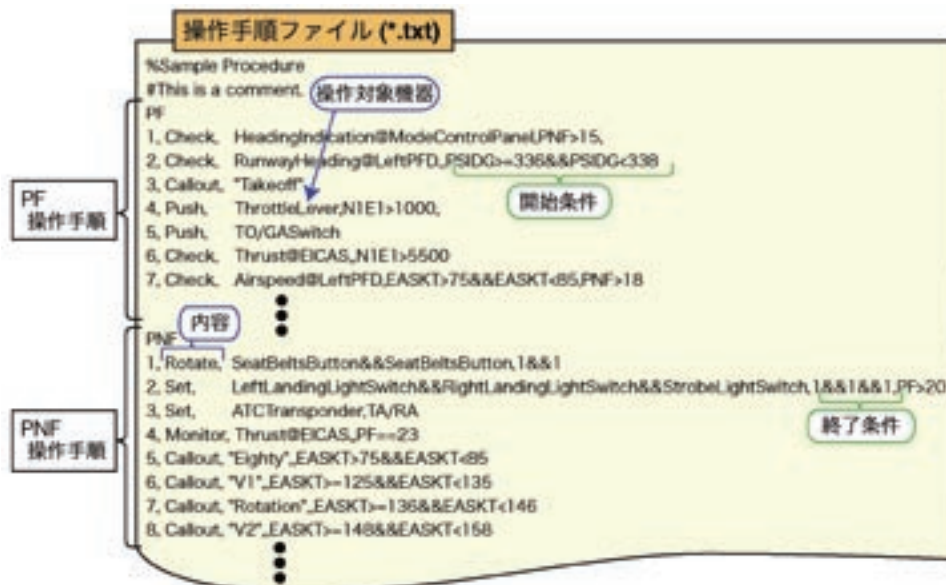 操作手順ファイル (*.txt)
%Sample Procedure
#This is a comment.
操作対象機器
PF
1, Check, HeadingIndication@ModeControlPanel,PNF>15,
2, Check, RunwayHeading@LeftPFD,,PSIDG>=336&&PSIDG<338
開始条件
3, Callout, "Takeoff"
4, Push, ThrottleLever,N1E1>1000,
5, Push, TO/GASwitch
6, Check, Thrust@EICAS,,N1E1>5500
7, Check, Airspeed@LeftPFD,EASKT>75&&EASKT<85,PNF>18
PF
操作手順
内容
PNF
1, Rotate, SeatBeltsButton&&SeatBeltsButton,1&&1
2, Set, LeftLandingLightSwitch&&RightLandingLightSwitch&&StrobeLightSwitch,1&&1&&1,PF>20
終了条件
3, Set, ATCTransponder,TA/RA
4, Monitor, Thrust@EICAS,,PF==23
5, Callout, "Eighty",,EASKT>75&&EASKT<85
6, Callout, "V1",,EASKT>=125&&EASKT<135
7, Callout, "Rotation",,EASKT>=136&&EASKT<146
8, Callout, "V2",,EASKT>=148&&EASKT<158
PNF
操作手順